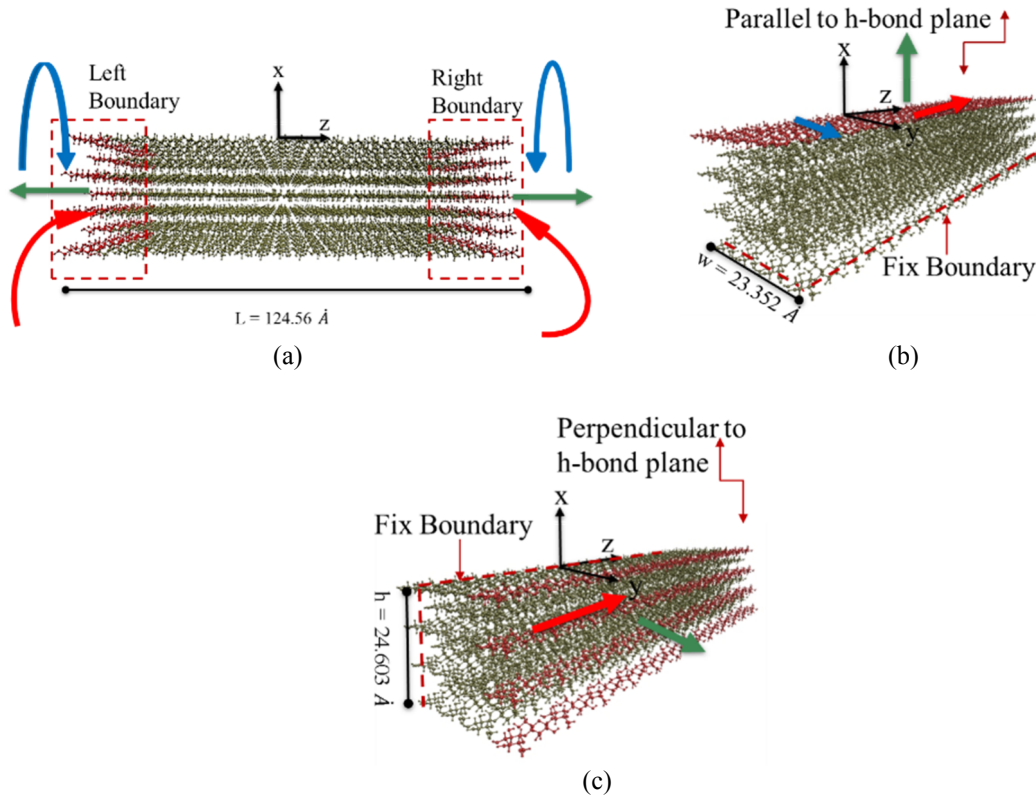 x
Left
Boundary
Right
Boundary
z
L = 124.56 Å
(a)
Parallel to h-bond plane
x
z
y
w = 23.352 Å
Fix Boundary
(b)
Perpendicular to
h-bond plane
x
Fix Boundary
z
y
h = 24.603 Å
(c)